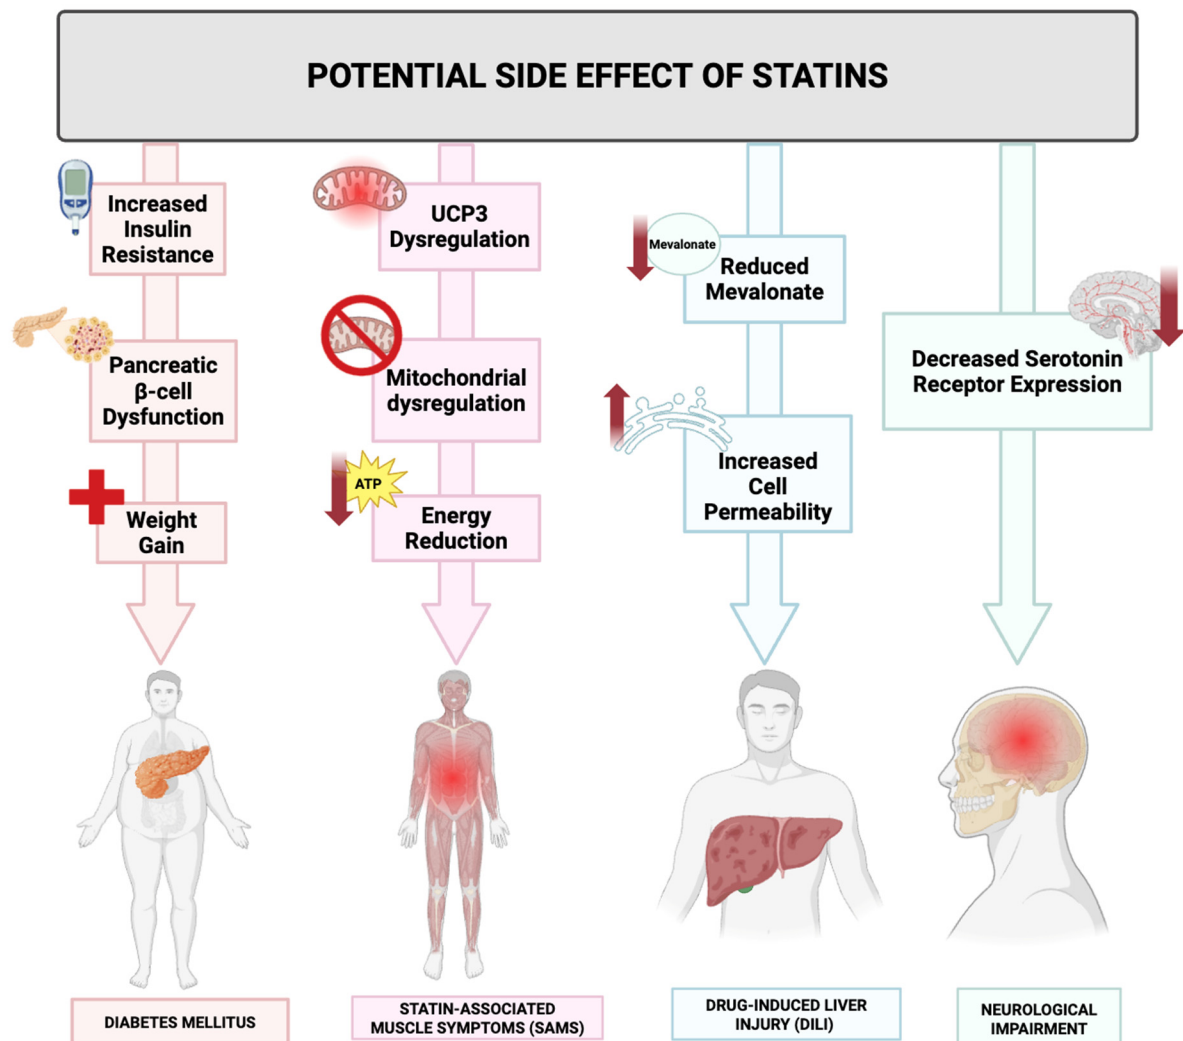 POTENTIAL SIDE EFFECT OF STATINS
Increased
Insulin
Resistance
Pancreatic
β-cell
Dysfunction
Weight
Gain
DIABETES MELLITUS
UCP3
Dysregulation
Mitochondrial
dysregulation
ATP
Energy
Reduction
STATIN-ASSOCIATED
MUSCLE SYMPTOMS (SAMS)
Mevalonate
Reduced
Mevalonate
Increased
Cell
Permeability
DRUG-INDUCED LIVER
INJURY (DILI)
Decreased Serotonin
Receptor Expression
NEUROLOGICAL
IMPAIRMENT